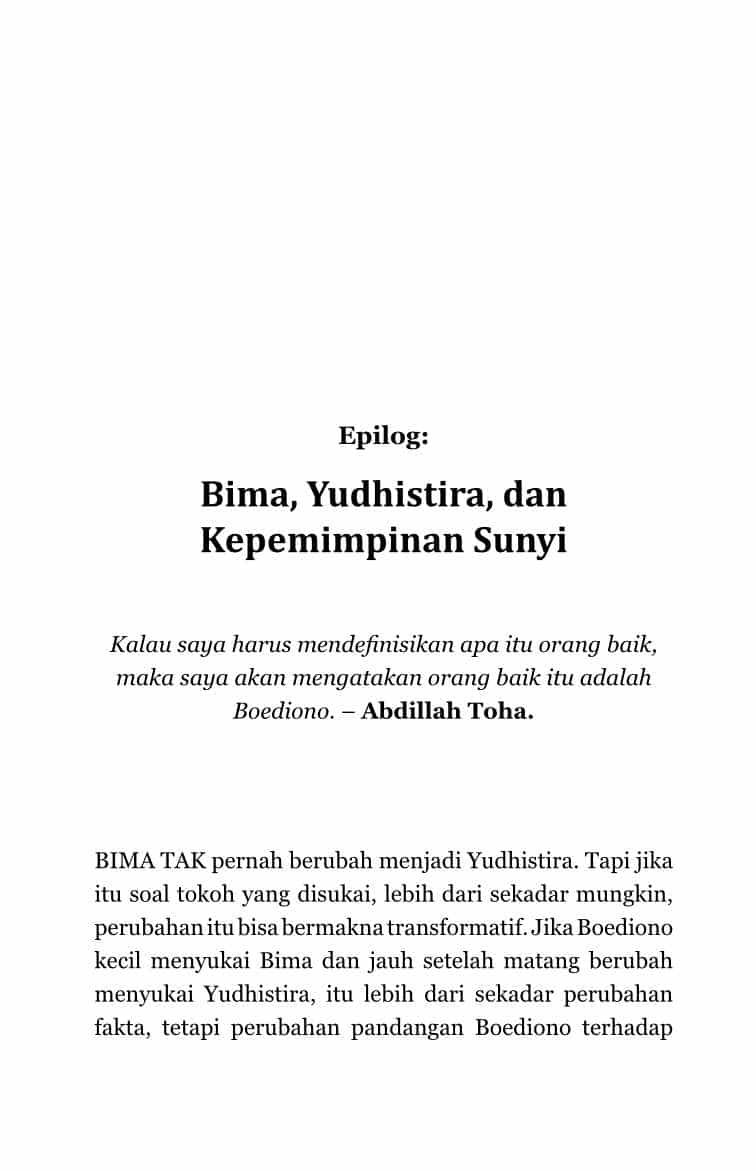 Epilog:
Bima, Yudhistira, dan
Kepemimpinan Sunyi
Kalau saya harus mendefinisikan apa itu orang baik,
maka saya akan mengatakan orang baik itu adalah
Boediono. – Abdillah Toha.
BIMA TAK pernah berubah menjadi Yudhistira. Tapi jika
itu soal tokoh yang disukai, lebih dari sekadar mungkin,
perubahan itu bisa bermakna transformatif. Jika Boediono
kecil menyukai Bima dan jauh setelah matang berubah
menyukai Yudhistira, itu lebih dari sekadar perubahan
fakta, tetapi perubahan pandangan Boediono terhadap